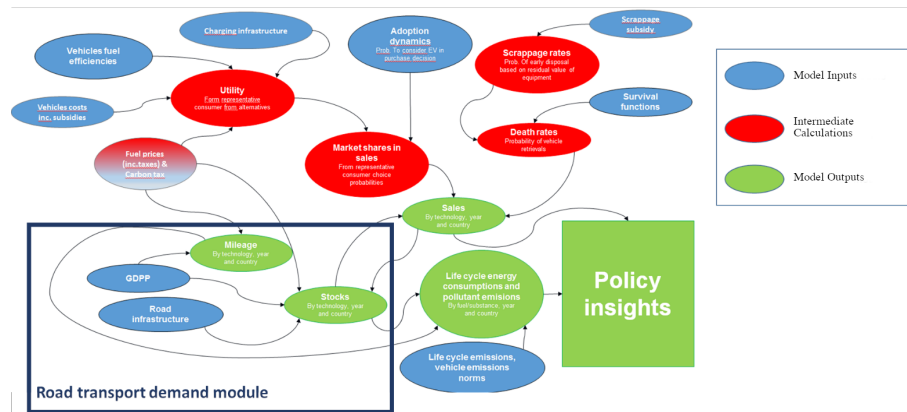 Charging infrastructure
Vehicles fuel
efficiencies
Adoption
dynamics
Prob. To consider EV in
purchase decision
Scrappage
subsidy
Scrappage rates
Prob. Of early disposal
based on residual value of
equipment
Utility
Form representative
consumer from alternatives
Vehicles costs
inc. subsidies
Survival
functions
Death rates
Probability of vehicle
retrievals
Market shares in
sales
From representative
consumer choice
probabilities
Fuel prices
(inc.taxes) &
Carbon tax
Sales
By technology, year
and country
Mileage
By technology, year
and country
GDPP
Stocks
By technology, year
and country
Road
infrastructure
Life cycle energy
consumptions and
pollutant emisions
By fuel/substance, year
and country
Policy
insights
Life cycle emissions,
vehicle emissions
norms
Road transport demand module
Model Inputs
Intermediate
Calculations
Model Outputs